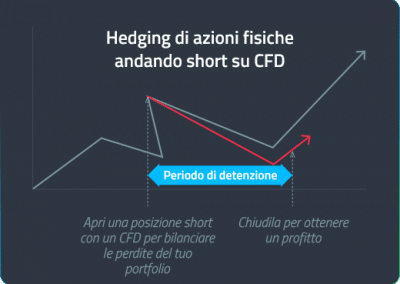 Hedging di azioni fisiche
andando short su CFD
Periodo di detenzione
Apri una posizione short
con un CFD per bilanciare
le perdite del tuo
portfolio
Chiudila per ottenere
un profitto